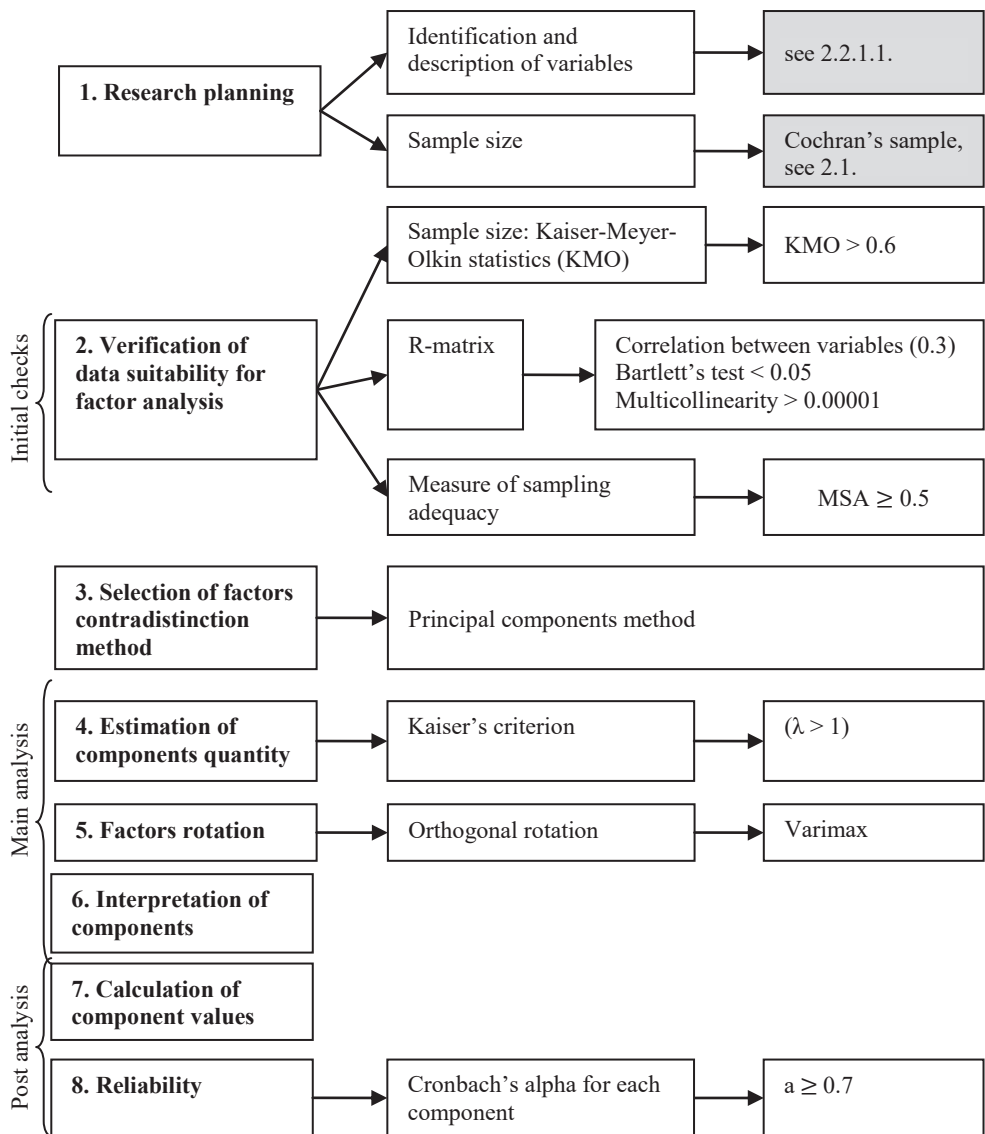 1. Research planning
Identification and
description of variables
see 2.2.1.1.
Sample size
Cochran’s sample,
see 2.1.
Initial checks
2. Verification of
data suitability for
factor analysis
Sample size: Kaiser-Meyer-
Olkin statistics (KMO)
KMO > 0.6
R-matrix
Correlation between variables (0.3)
Bartlett’s test < 0.05
Multicollinearity > 0.00001
Measure of sampling
adequacy
MSA ≥ 0.5
3. Selection of factors
contradistinction
method
Principal components method
Main analysis
4. Estimation of
components quantity
Kaiser’s criterion
(λ > 1)
5. Factors rotation
Orthogonal rotation
Varimax
6. Interpretation of
components
Post analysis
7. Calculation of
component values
8. Reliability
Cronbach’s alpha for each
component
a ≥ 0.7